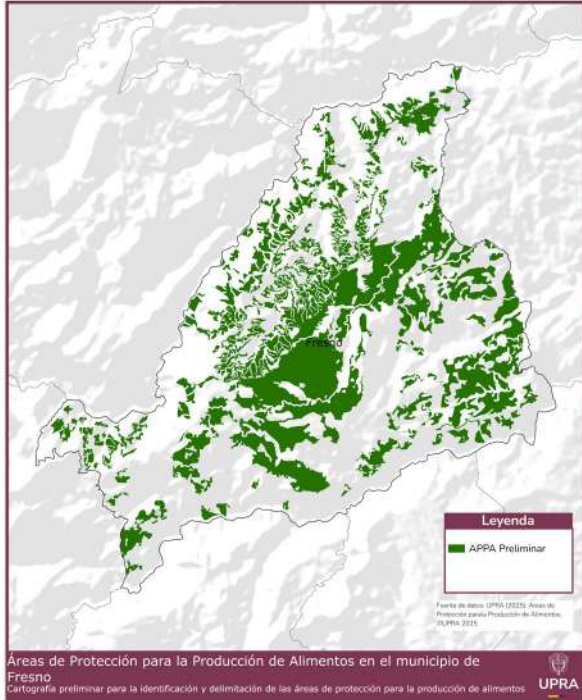 Fresno
Leyenda
APPA Preliminar
Fuente de datos: UPRA (2025). Áreas de
Protección para la Producción de Alimentos.
©UPRA 2025
Áreas de Protección para la Producción de Alimentos en el municipio de
Fresno
Cartografía preliminar para la identificación y delimitación de las áreas de protección para la producción de alimentos
UPRA